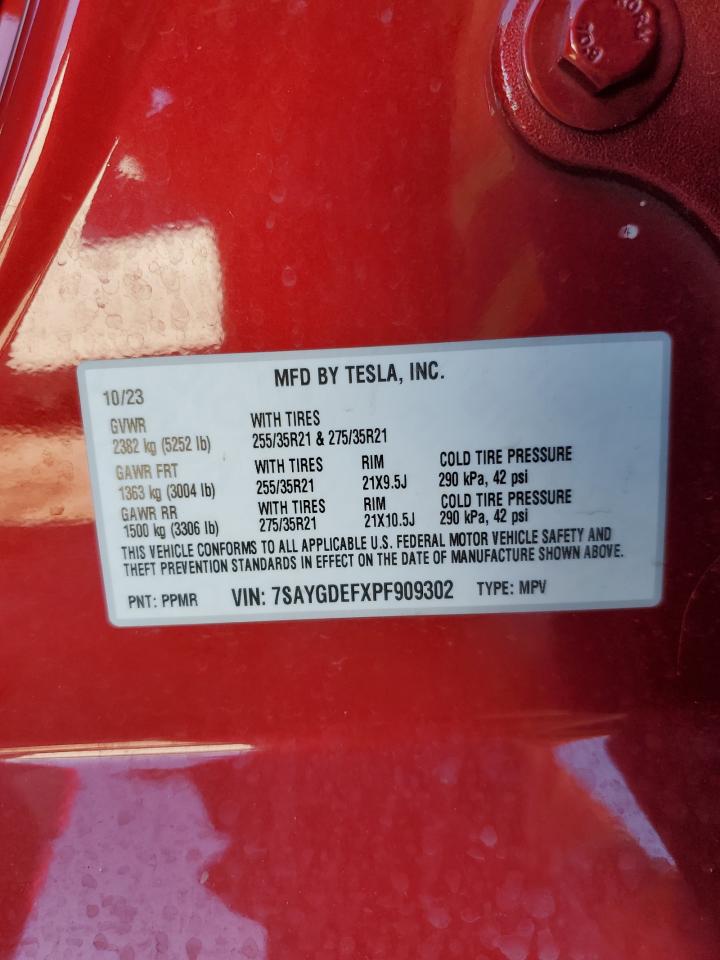 MFD BY TESLA, INC.
10/23
GVWR WITH TIRES
2382 kg (5252 lb) 255/35R21 & 275/35R21
GAWR FRT WITH TIRES RIM COLD TIRE PRESSURE
1363 kg (3004 lb) 255/35R21 21X9.5J 290 kPa, 42 psi
GAWR RR WITH TIRES RIM COLD TIRE PRESSURE
1500 kg (3306 lb) 275/35R21 21X10.5J 290 kPa, 42 psi
THIS VEHICLE CONFORMS TO ALL APPLICABLE U.S. FEDERAL MOTOR VEHICLE SAFETY AND
THEFT PREVENTION STANDARDS IN EFFECT ON THE DATE OF MANUFACTURE SHOWN ABOVE.
PNT: PPMR VIN: 7SAYGDEFXPF909302 TYPE: MPV